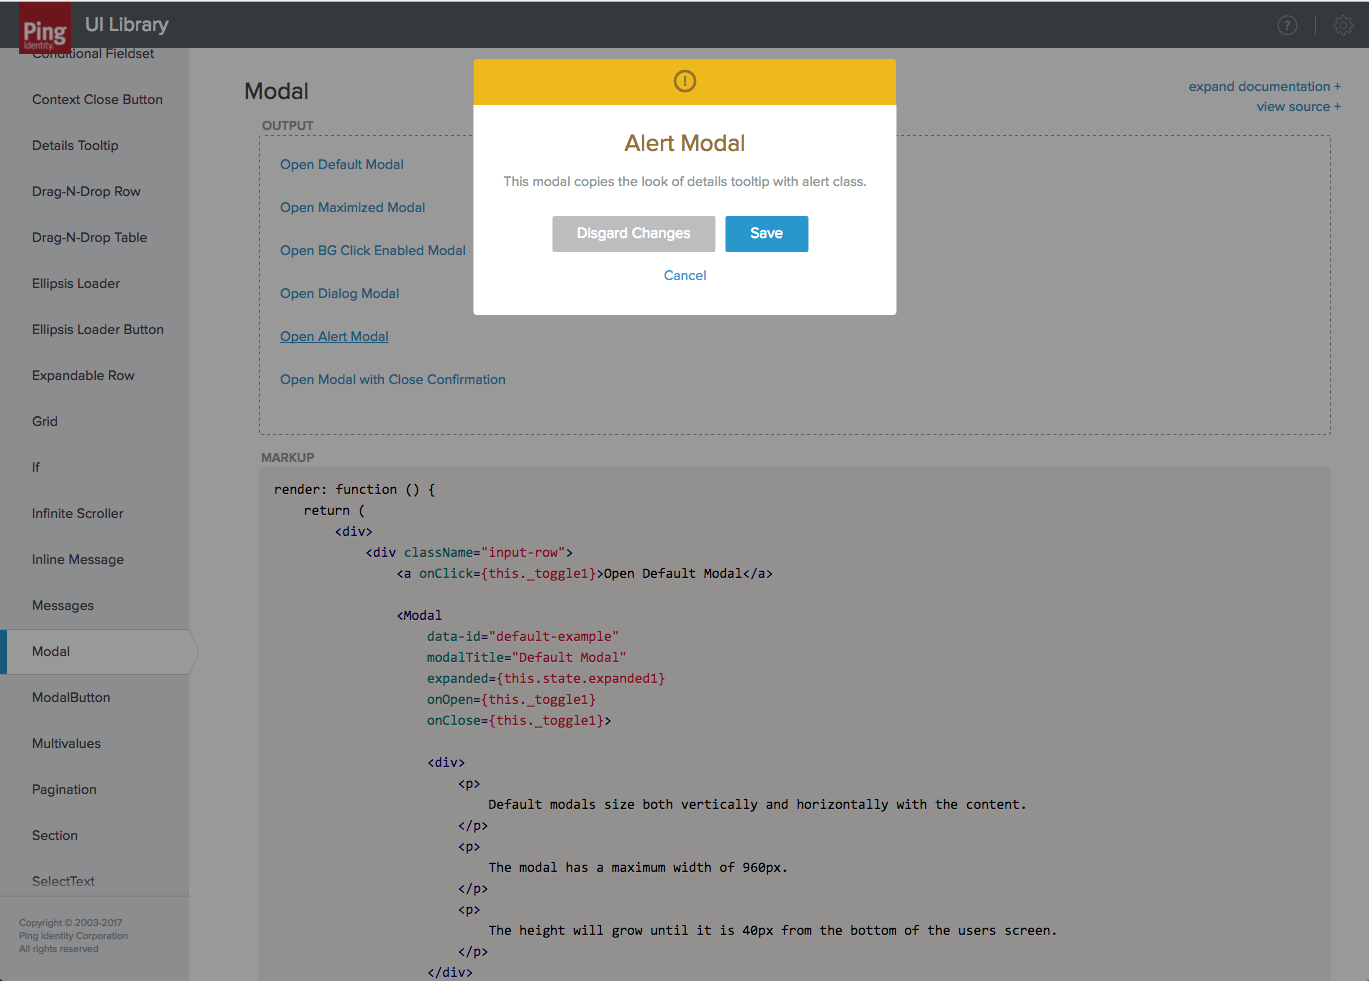 Ping
Identity.
UI Library
?
Conditional Fieldset
Context Close Button
Details Tooltip
Drag-N-Drop Row
Drag-N-Drop Table
Ellipsis Loader
Ellipsis Loader Button
Expandable Row
Grid
If
Infinite Scroller
Inline Message
Messages
Modal
ModalButton
Multivalues
Pagination
Section
SelectText
Copyright © 2003-2017
Ping Identity Corporation
All rights reserved
Modal
expand documentation +
view source +
OUTPUT
Open Default Modal
Open Maximized Modal
Open BG Click Enabled Modal
Open Dialog Modal
Open Alert Modal
Open Modal with Close Confirmation
!
Alert Modal
This modal copies the look of details tooltip with alert class.
Disgard Changes
Save
Cancel
MARKUP
render: function () {
return (
<div>
<div className="input-row">
<a onClick={this._toggle1}>Open Default Modal</a>
<Modal
data-id="default-example"
modalTitle="Default Modal"
expanded={this.state.expanded1}
onOpen={this._toggle1}
onClose={this._toggle1}>
<div>
<p>
Default modals size both vertically and horizontally with the content.
</p>
<p>
The modal has a maximum width of 960px.
</p>
<p>
The height will grow until it is 40px from the bottom of the users screen.
</p>
</div>